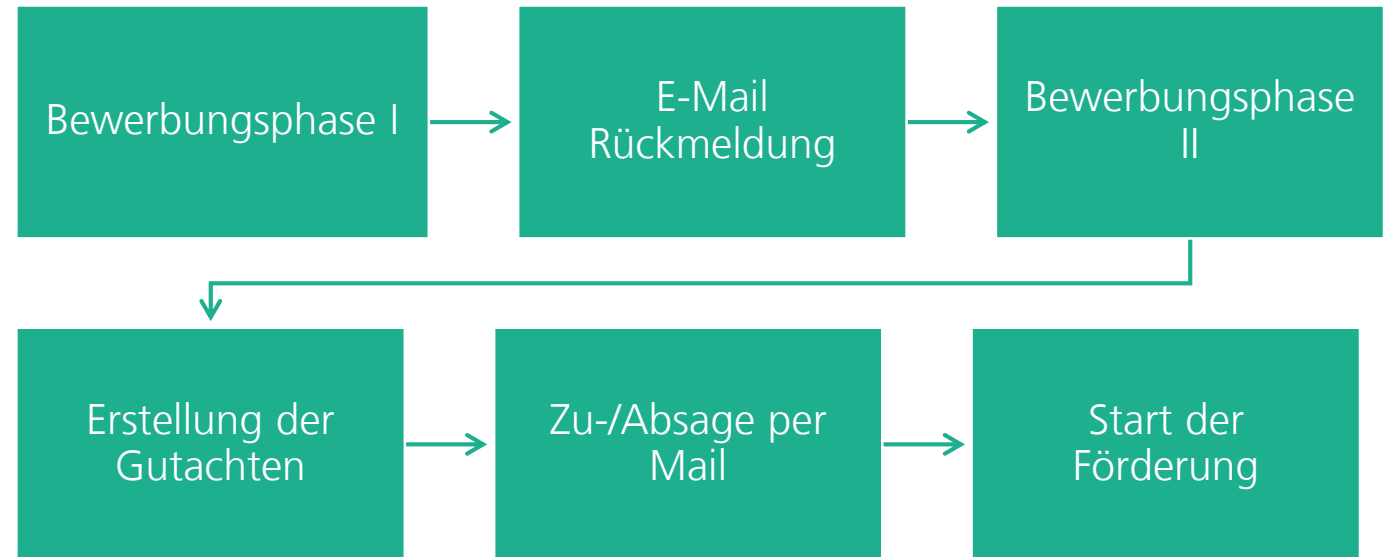 Bewerbungsphase I
E-Mail
Rückmeldung
Bewerbungsphase
II
Erstellung der
Gutachten
Zu-/Absage per
Mail
Start der
Förderung